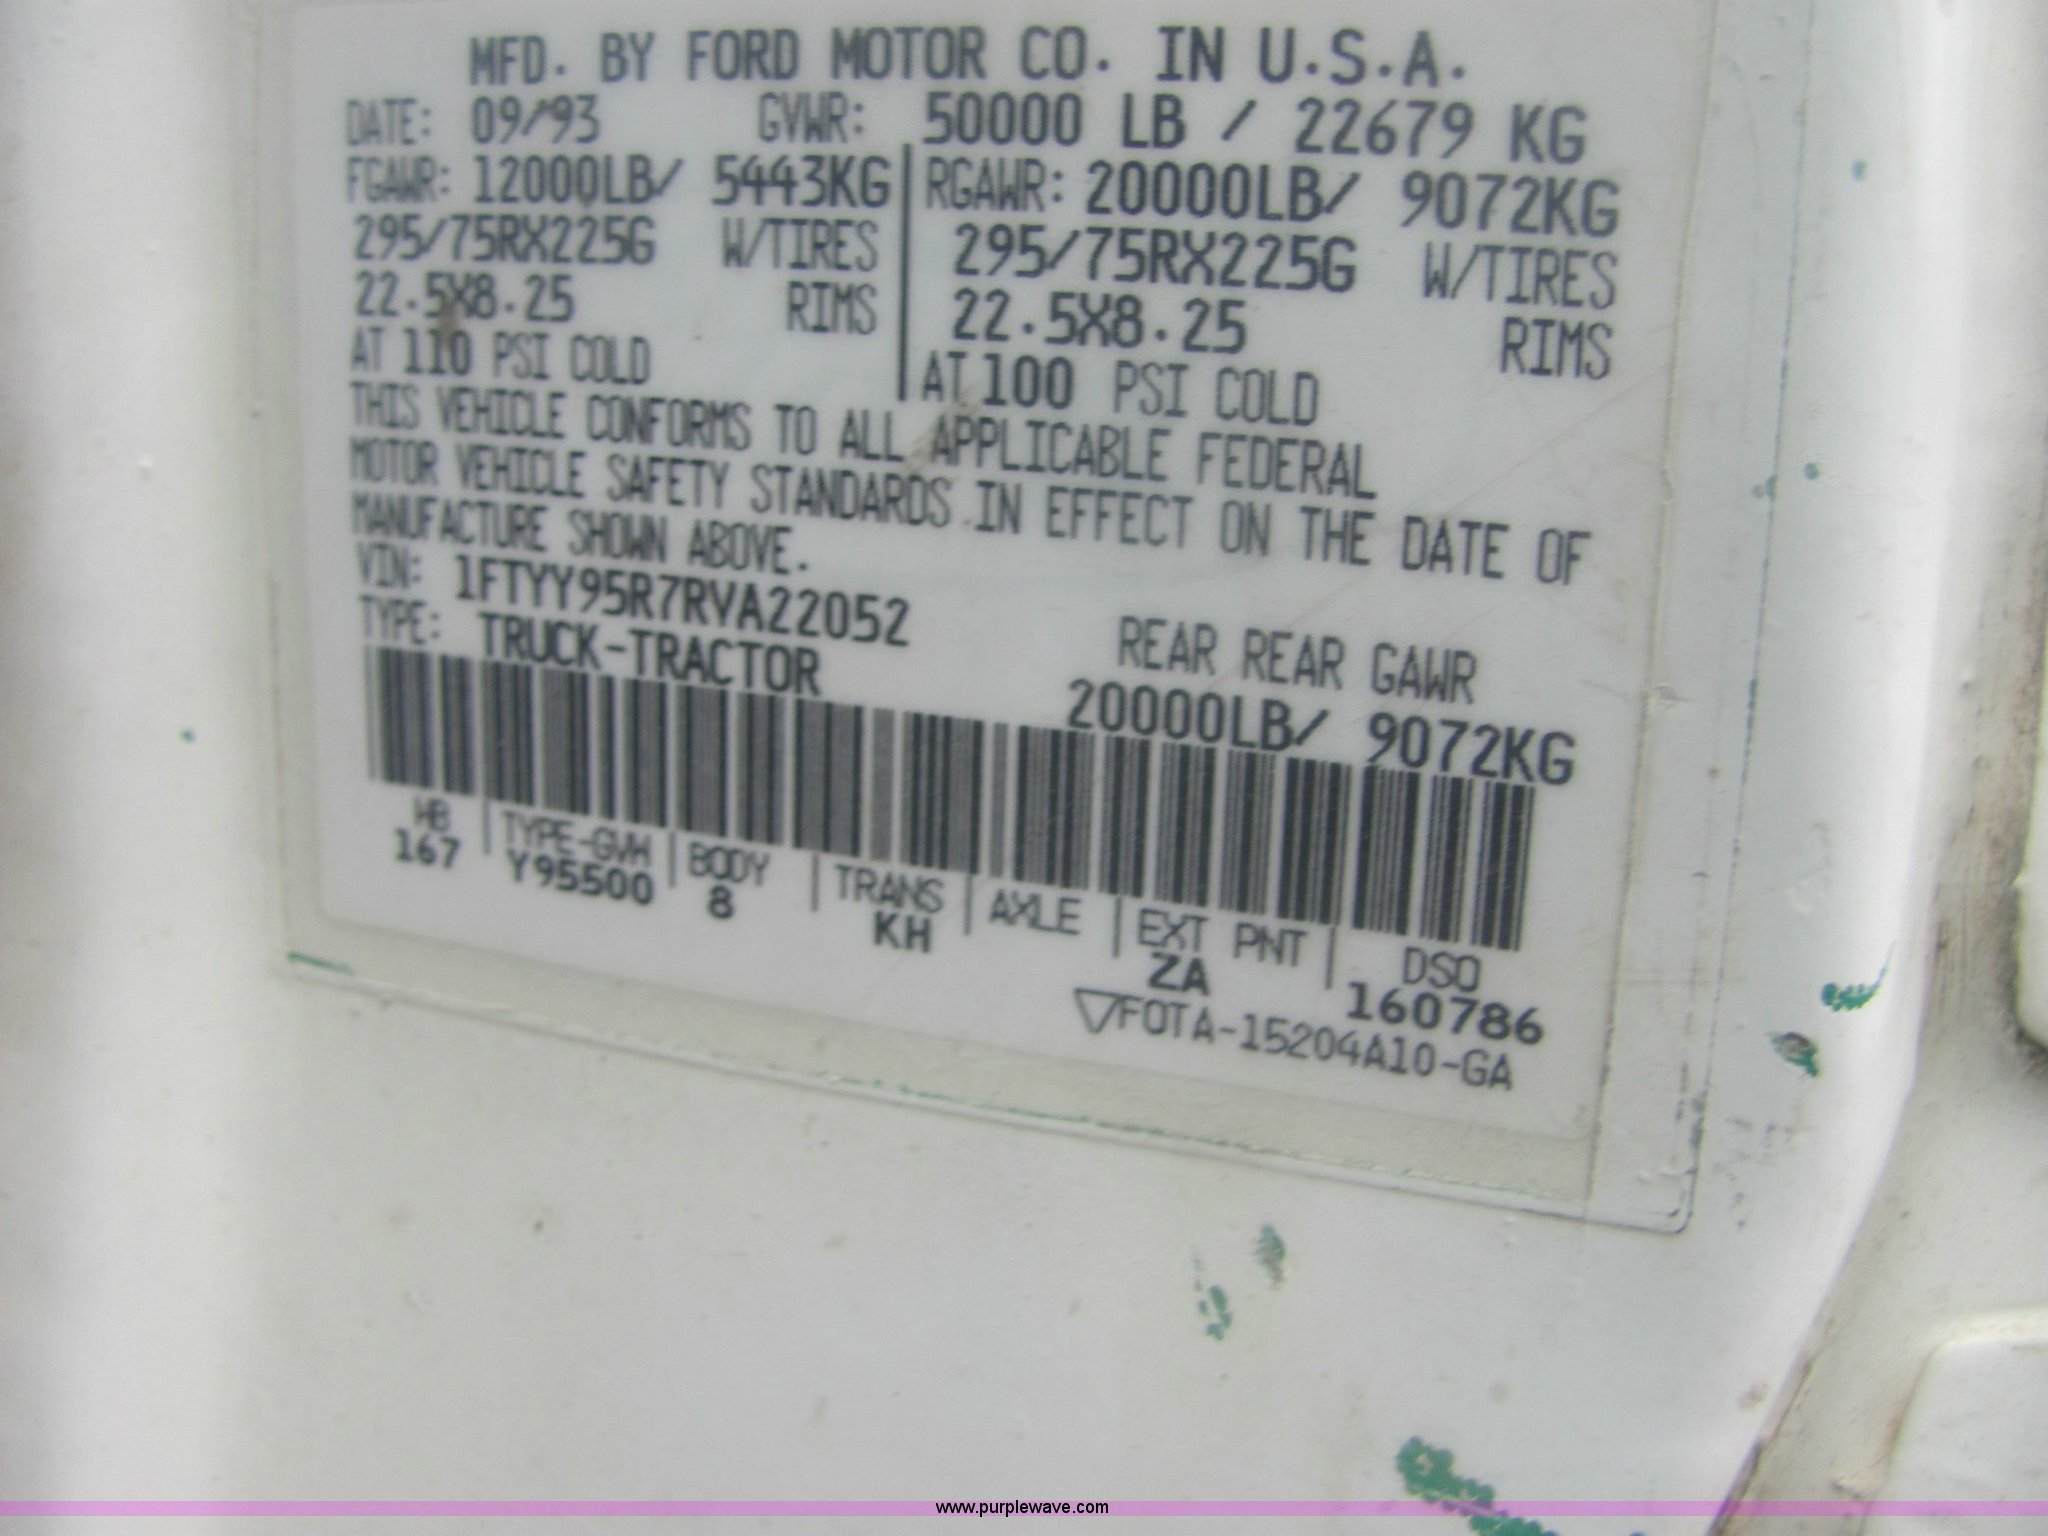 MFD. BY FORD MOTOR CO. IN U.S.A.
DATE: 09/93 GVWR: 50000 LB / 22679 KG
FGAWR: 12000LB/ 5443KG RGAWR: 20000LB/ 9072KG
295/75RX225G W/TIRES 295/75RX225G W/TIRES
22.5X8.25 RIMS 22.5X8.25 RIMS
AT 110 PSI COLD AT 100 PSI COLD
THIS VEHICLE CONFORMS TO ALL APPLICABLE FEDERAL
MOTOR VEHICLE SAFETY STANDARDS IN EFFECT ON THE DATE OF
MANUFACTURE SHOWN ABOVE.
VIN: 1FTYY95R7RVA22052
TYPE: TRUCK-TRACTOR REAR REAR GAWR
20000LB/ 9072KG
WB TYPE-GVW BODY TRANS AXLE EXT PNT DSO
167 Y95500 8 KH ZA 160786
FOTA-15204A10-GA
www.purplewave.com